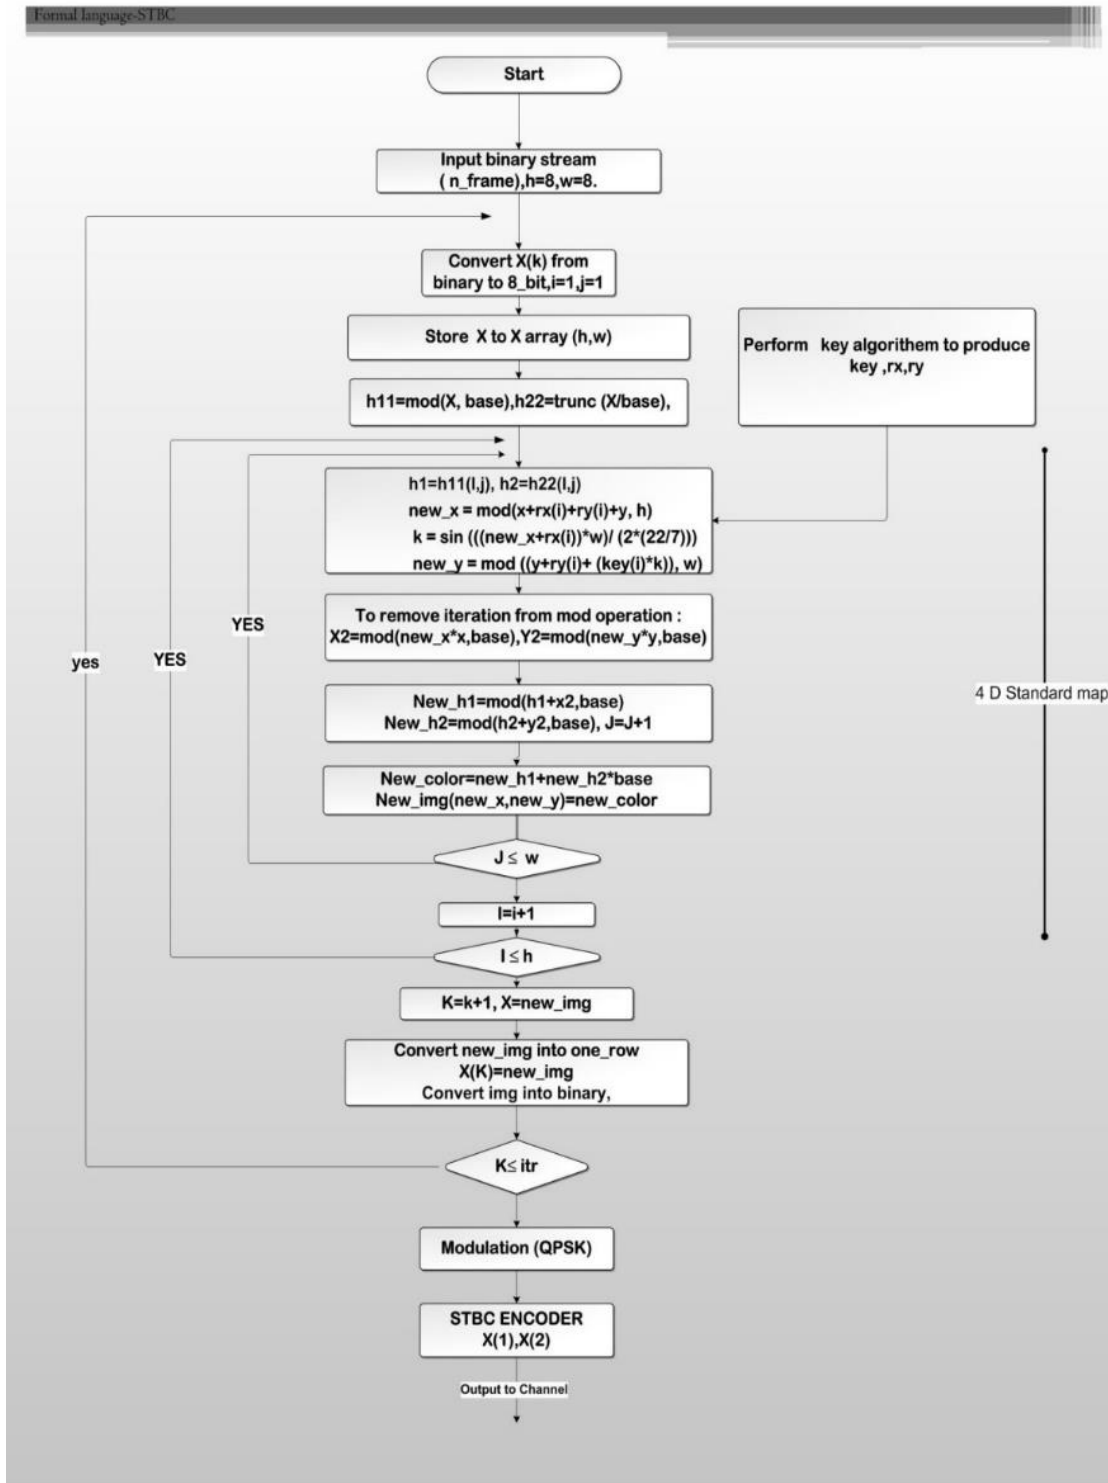 Formal language-STBC
Start
Input binary stream
( n_frame),h=8,w=8.
Convert X(k) from
binary to 8_bit,i=1,j=1
Store X to X array (h,w)
Perform key algorithem to produce
key ,rx,ry
h11=mod(X, base),h22=trunc (X/base),
h1=h11(I,j), h2=h22(I,j)
new_x = mod(x+rx(i)+ry(i)+y, h)
k = sin (((new_x+rx(i))*w)/ (2*(22/7)))
new_y = mod ((y+ry(i)+ (key(i)*k)), w)
To remove iteration from mod operation :
X2=mod(new_x*x,base),Y2=mod(new_y*y,base)
YES
yes
YES
4 D Standard map
New_h1=mod(h1+x2,base)
New_h2=mod(h2+y2,base), J=J+1
New_color=new_h1+new_h2*base
New_img(new_x,new_y)=new_color
J ≤ w
I=i+1
I ≤ h
K=k+1, X=new_img
Convert new_img into one_row
X(K)=new_img
Convert img into binary,
K≤ itr
Modulation (QPSK)
STBC ENCODER
X(1),X(2)
Output to Channel